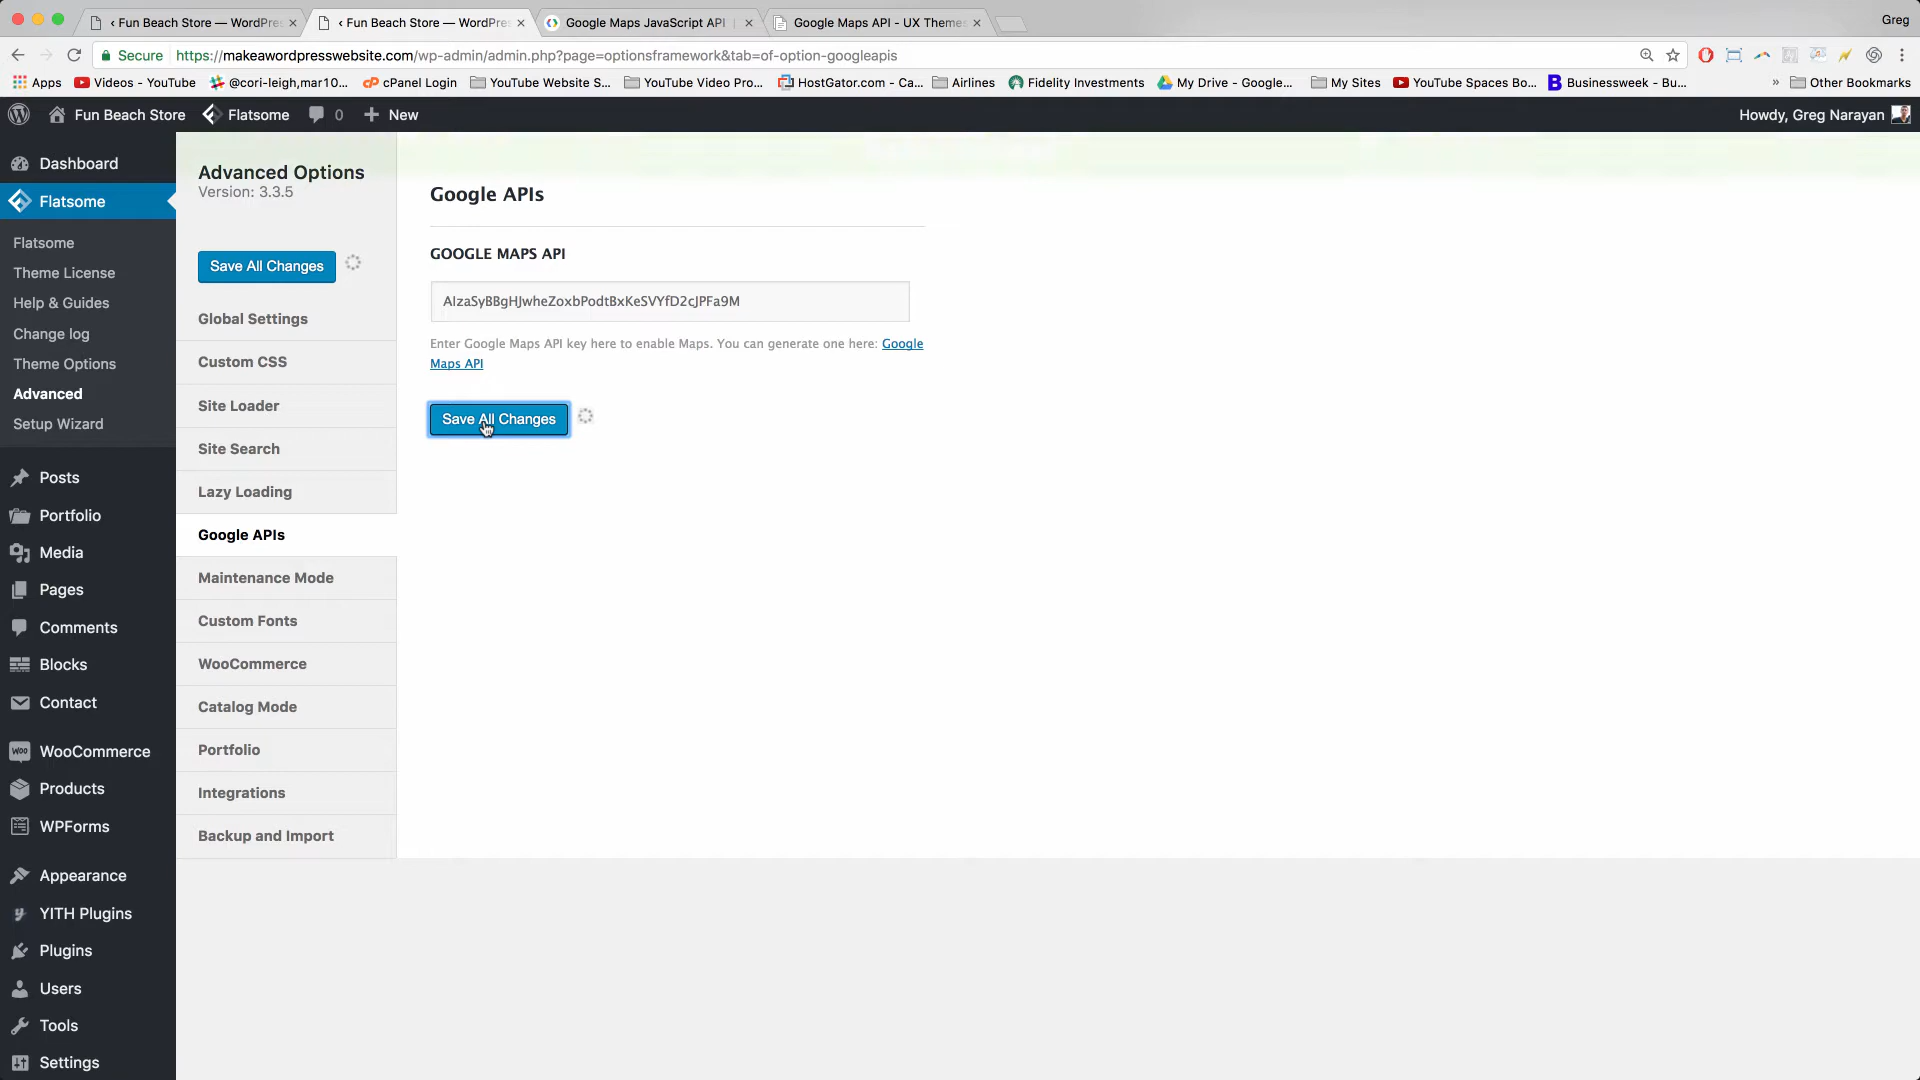 ‹ Fun Beach Store — WordPre
‹ Fun Beach Store — WordPre
Google Maps JavaScript API
Google Maps API - UX Theme
Greg
Secure
https://makeawordpresswebsite.com/wp-admin/admin.php?page=optionsframework&tab=of-option-googleapis
Apps
Videos - YouTube
@cori-leigh,mar10...
cPanel Login
YouTube Website S...
YouTube Video Pro...
HostGator.com - Ca...
Airlines
Fidelity Investments
My Drive - Google...
My Sites
YouTube Spaces Bo...
Businessweek - Bu...
»
Other Bookmarks
Fun Beach Store
Flatsome
0
New
Howdy, Greg Narayan
Dashboard
Flatsome
Flatsome
Theme License
Help & Guides
Change log
Theme Options
Advanced
Setup Wizard
Posts
Portfolio
Media
Pages
Comments
Blocks
Contact
WooCommerce
Products
WPForms
Appearance
YITH Plugins
Plugins
Users
Tools
Settings
Advanced Options
Version: 3.3.5
Save All Changes
Global Settings
Custom CSS
Site Loader
Site Search
Lazy Loading
Google APIs
Maintenance Mode
Custom Fonts
WooCommerce
Catalog Mode
Portfolio
Integrations
Backup and Import
Google APIs
GOOGLE MAPS API
AIzaSyBBgHJwheZoxbPodtBxKeSVYfD2cJPFa9M
Enter Google Maps API key here to enable Maps. You can generate one here: Google
Maps API
Save All Changes